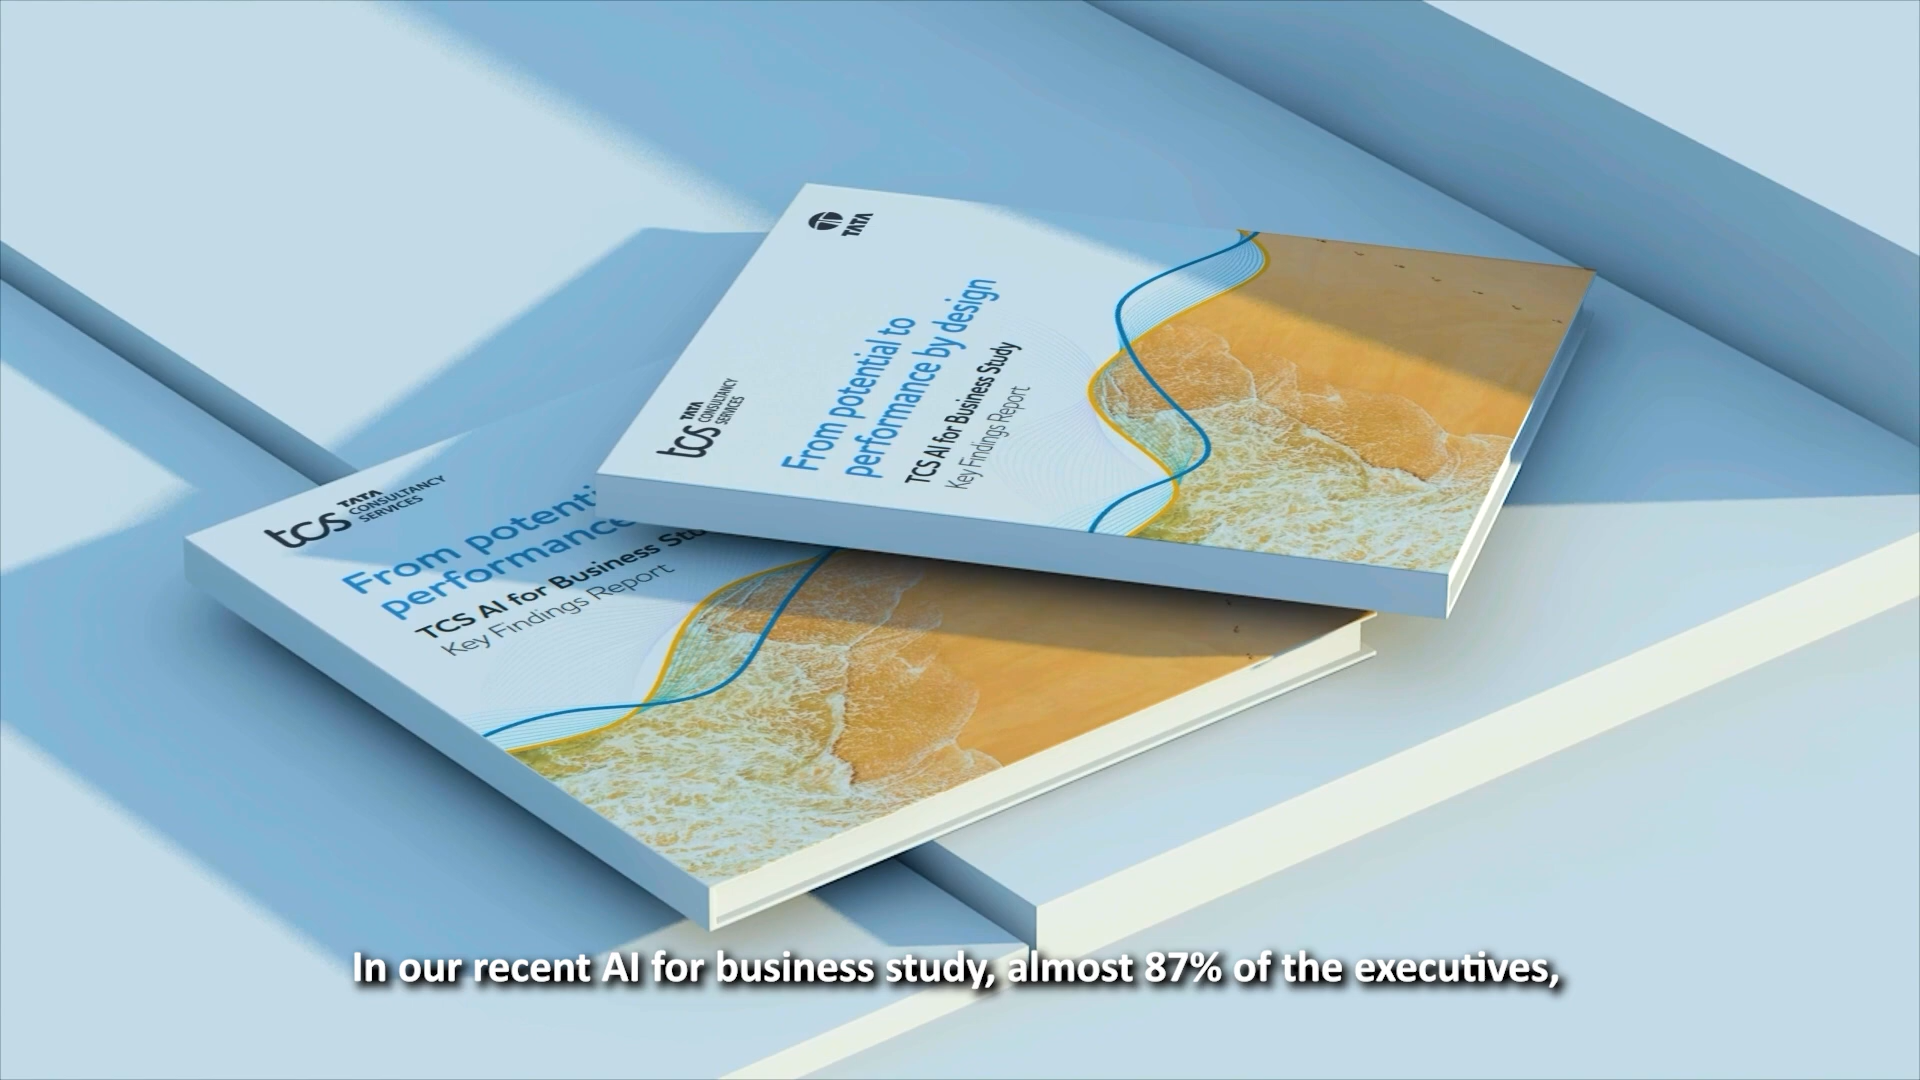 TATA
tcs TATA
CONSULTANCY
SERVICES
From potential to
performance by design
TCS AI for Business Study
Key Findings Report
tcs TATA
CONSULTANCY
SERVICES
From
performance
TCS AI for Business
Key Findings Report
In our recent AI for business study, almost 87% of the executives,